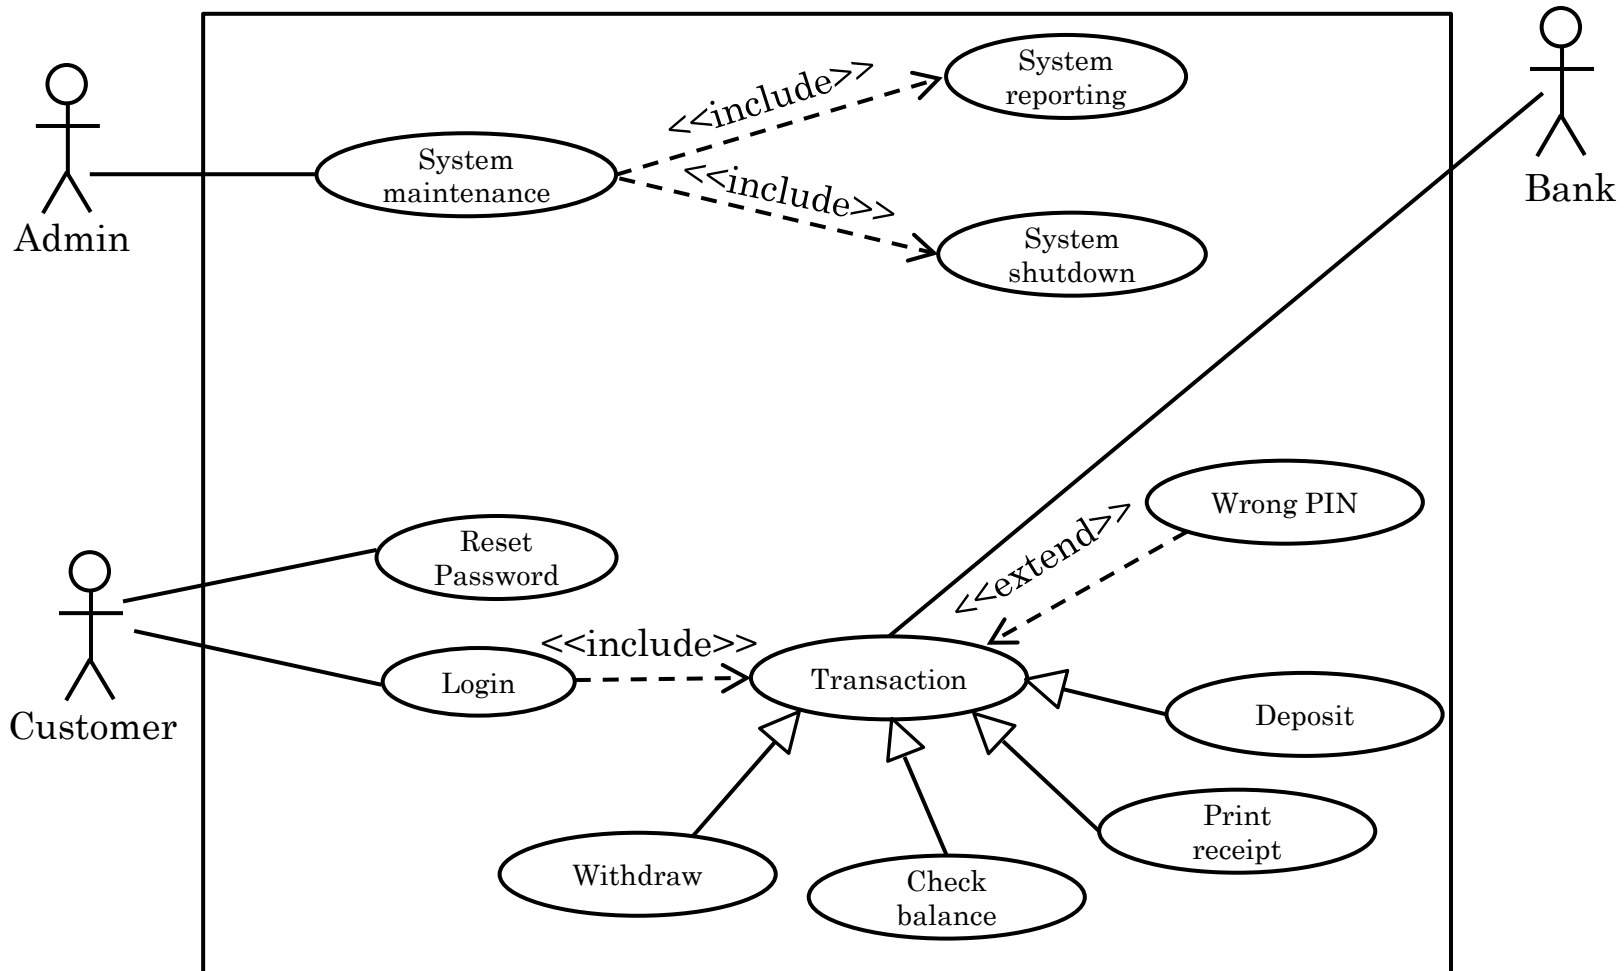 System
reporting
<<include>>
System
maintenance
<<include>>
Bank
Admin
System
shutdown
Wrong PIN
<<extend>>
Reset
Password
<<include>>
Login
Transaction
Customer
Deposit
Print
receipt
Withdraw
Check
balance